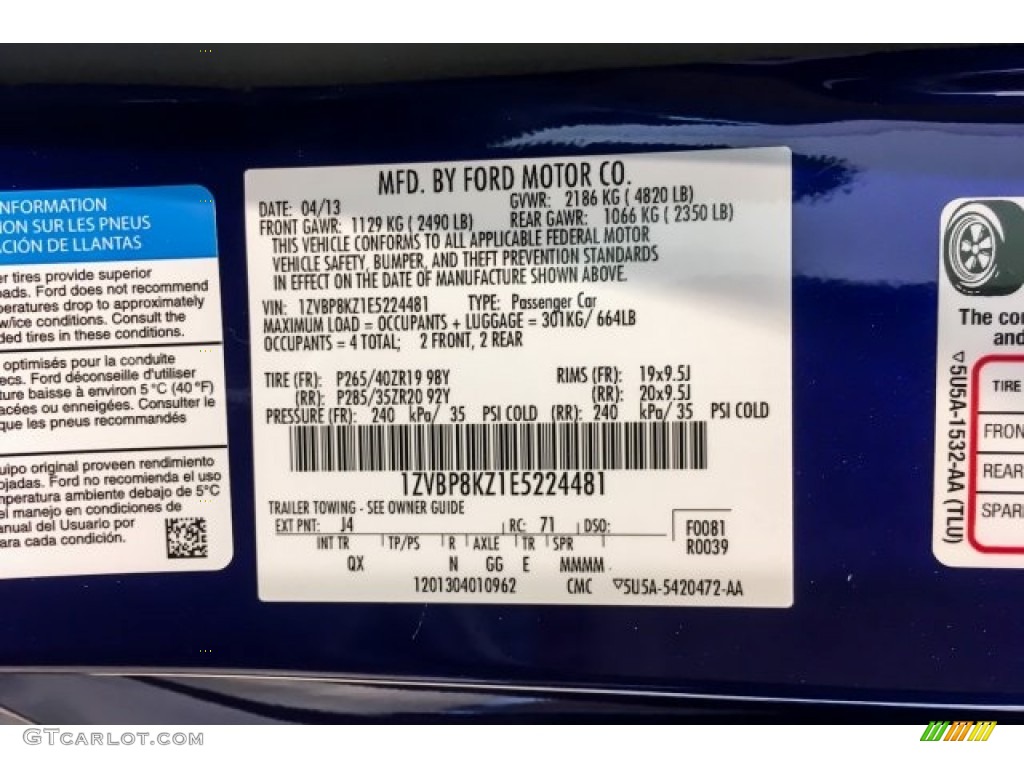 NFORMATION
ION SUR LES PNEUS
ACIÓN DE LLANTAS
er tires provide superior
oads. Ford does not recommend
peratures drop to approximately
w/ice conditions. Consult the
ded tires in these conditions.
optimisés pour la conduite
ecs. Ford déconseille d'utiliser
ture baisse à environ 5 °C (40 °F)
acées ou enneigées. Consulter le
que les pneus recommandés
uipo original proveen rendimiento
ojadas. Ford no recomienda el uso
mperatura ambiente debajo de 5°C
el manejo en condiciones de
anual del Usuario por
ara cada condición.
MFD. BY FORD MOTOR CO.
DATE: 04/13 GVWR: 2186 KG ( 4820 LB)
FRONT GAWR: 1129 KG ( 2490 LB) REAR GAWR: 1066 KG ( 2350 LB)
THIS VEHICLE CONFORMS TO ALL APPLICABLE FEDERAL MOTOR
VEHICLE SAFETY, BUMPER, AND THEFT PREVENTION STANDARDS
IN EFFECT ON THE DATE OF MANUFACTURE SHOWN ABOVE.
VIN: 1ZVBP8KZ1E5224481 TYPE: Passenger Car
MAXIMUM LOAD = OCCUPANTS + LUGGAGE = 301KG/ 664LB
OCCUPANTS = 4 TOTAL; 2 FRONT, 2 REAR
TIRE (FR): P265/40ZR19 98Y RIMS (FR): 19x9.5J
(RR): P285/35ZR20 92Y (RR): 20x9.5J
PRESSURE (FR): 240 kPa/ 35 PSI COLD (RR): 240 kPa/ 35 PSI COLD
1ZVBP8KZ1E5224481
TRAILER TOWING - SEE OWNER GUIDE
EXT PNT: J4 RC: 71 DSO: F0081
R0039
INT TR TP/PS R AXLE TR SPR
QX N GG E MMMM
1201304010962 CMC ▽5U5A-5420472-AA
The co
and
▽5U5A-1532-AA (TLU)
TIRE
FRON
REAR
SPAR
GTCarLot.com